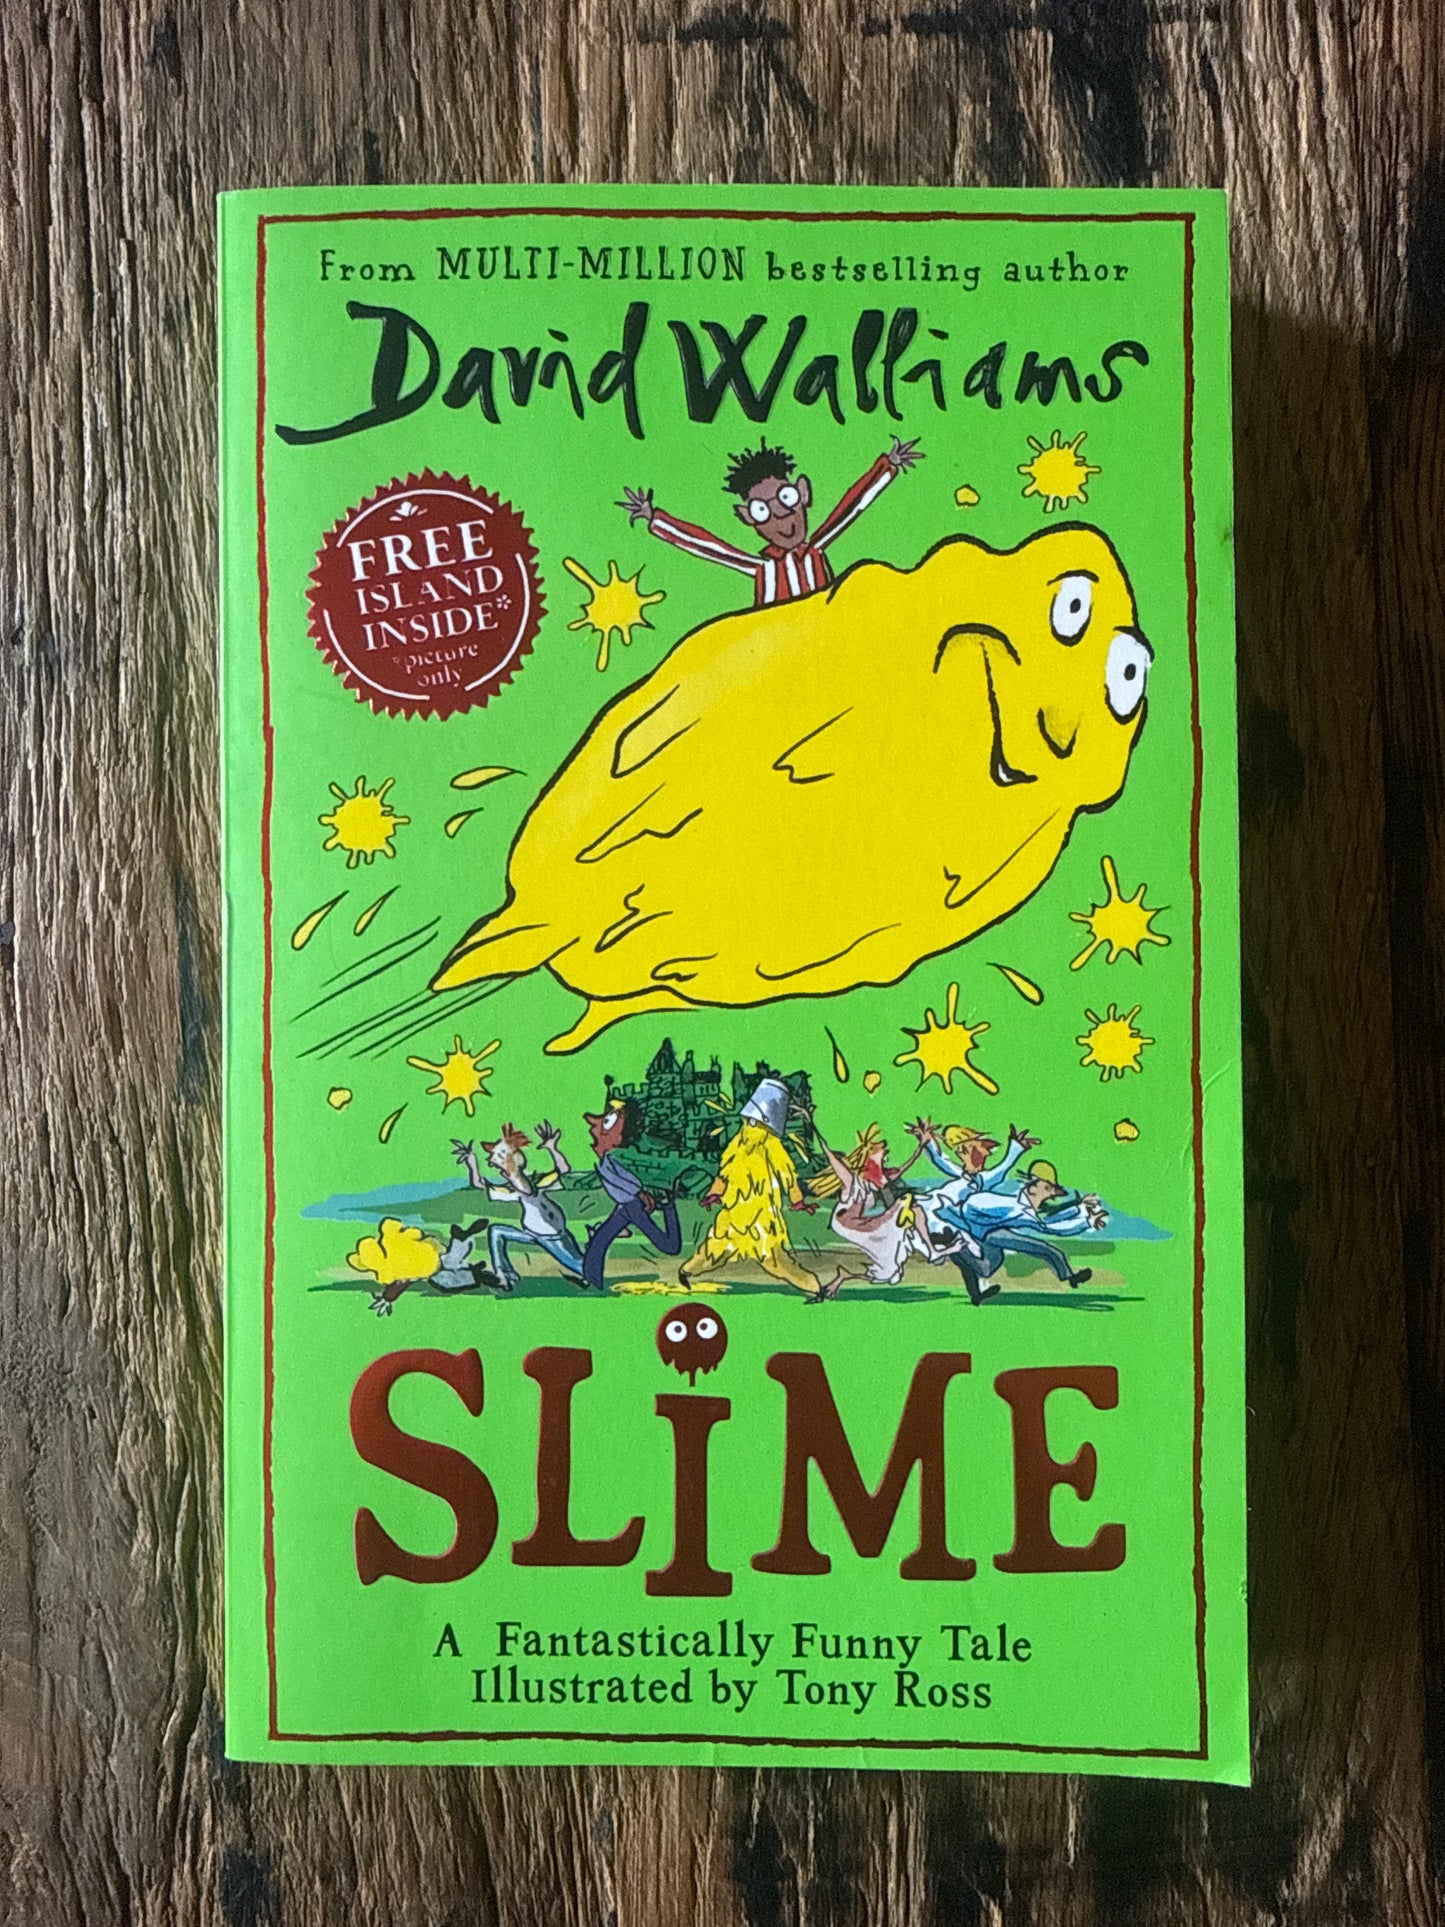 From MULTI-MILLION bestselling author
David Walliams
FREE
ISLAND
INSIDE*
*picture
only
SLiME
A Fantastically Funny Tale
Illustrated by Tony Ross